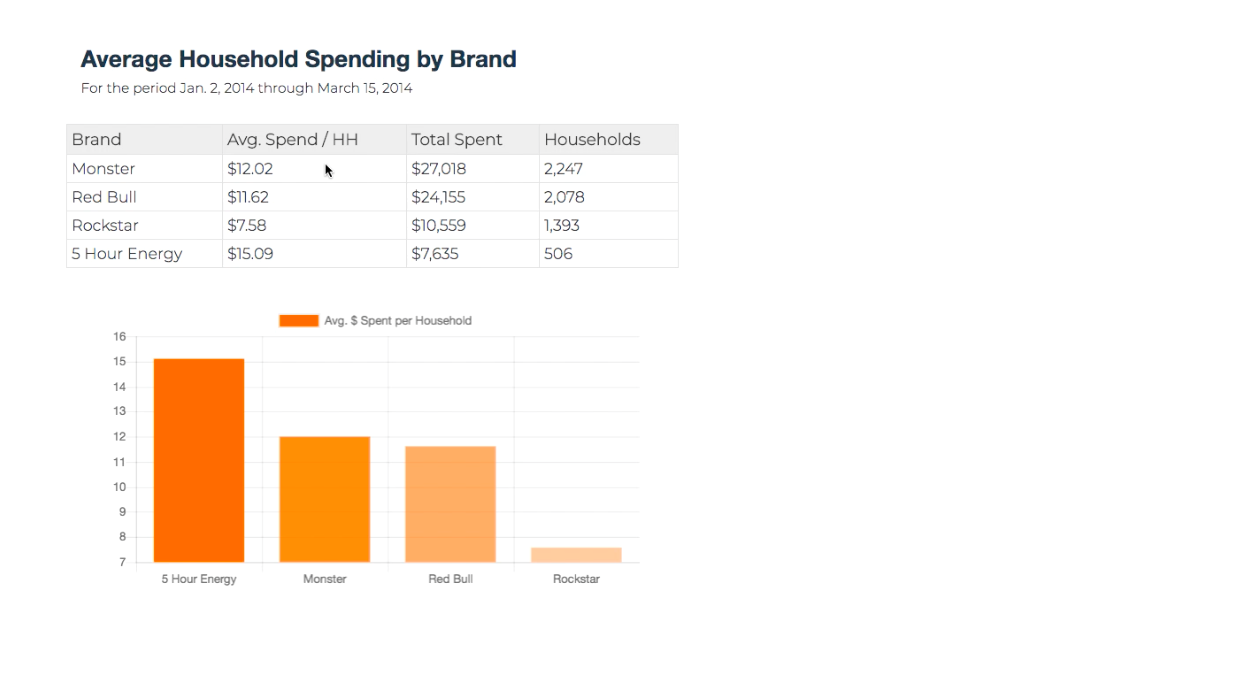 Average Household Spending by Brand
For the period Jan. 2, 2014 through March 15, 2014
Brand Avg. Spend / HH Total Spent Households
Monster $12.02 $27,018 2,247
Red Bull $11.62 $24,155 2,078
Rockstar $7.58 $10,559 1,393
5 Hour Energy $15.09 $7,635 506
Avg. $ Spent per Household
16
15
14
13
12
11
10
9
8
7
5 Hour Energy Monster Red Bull Rockstar